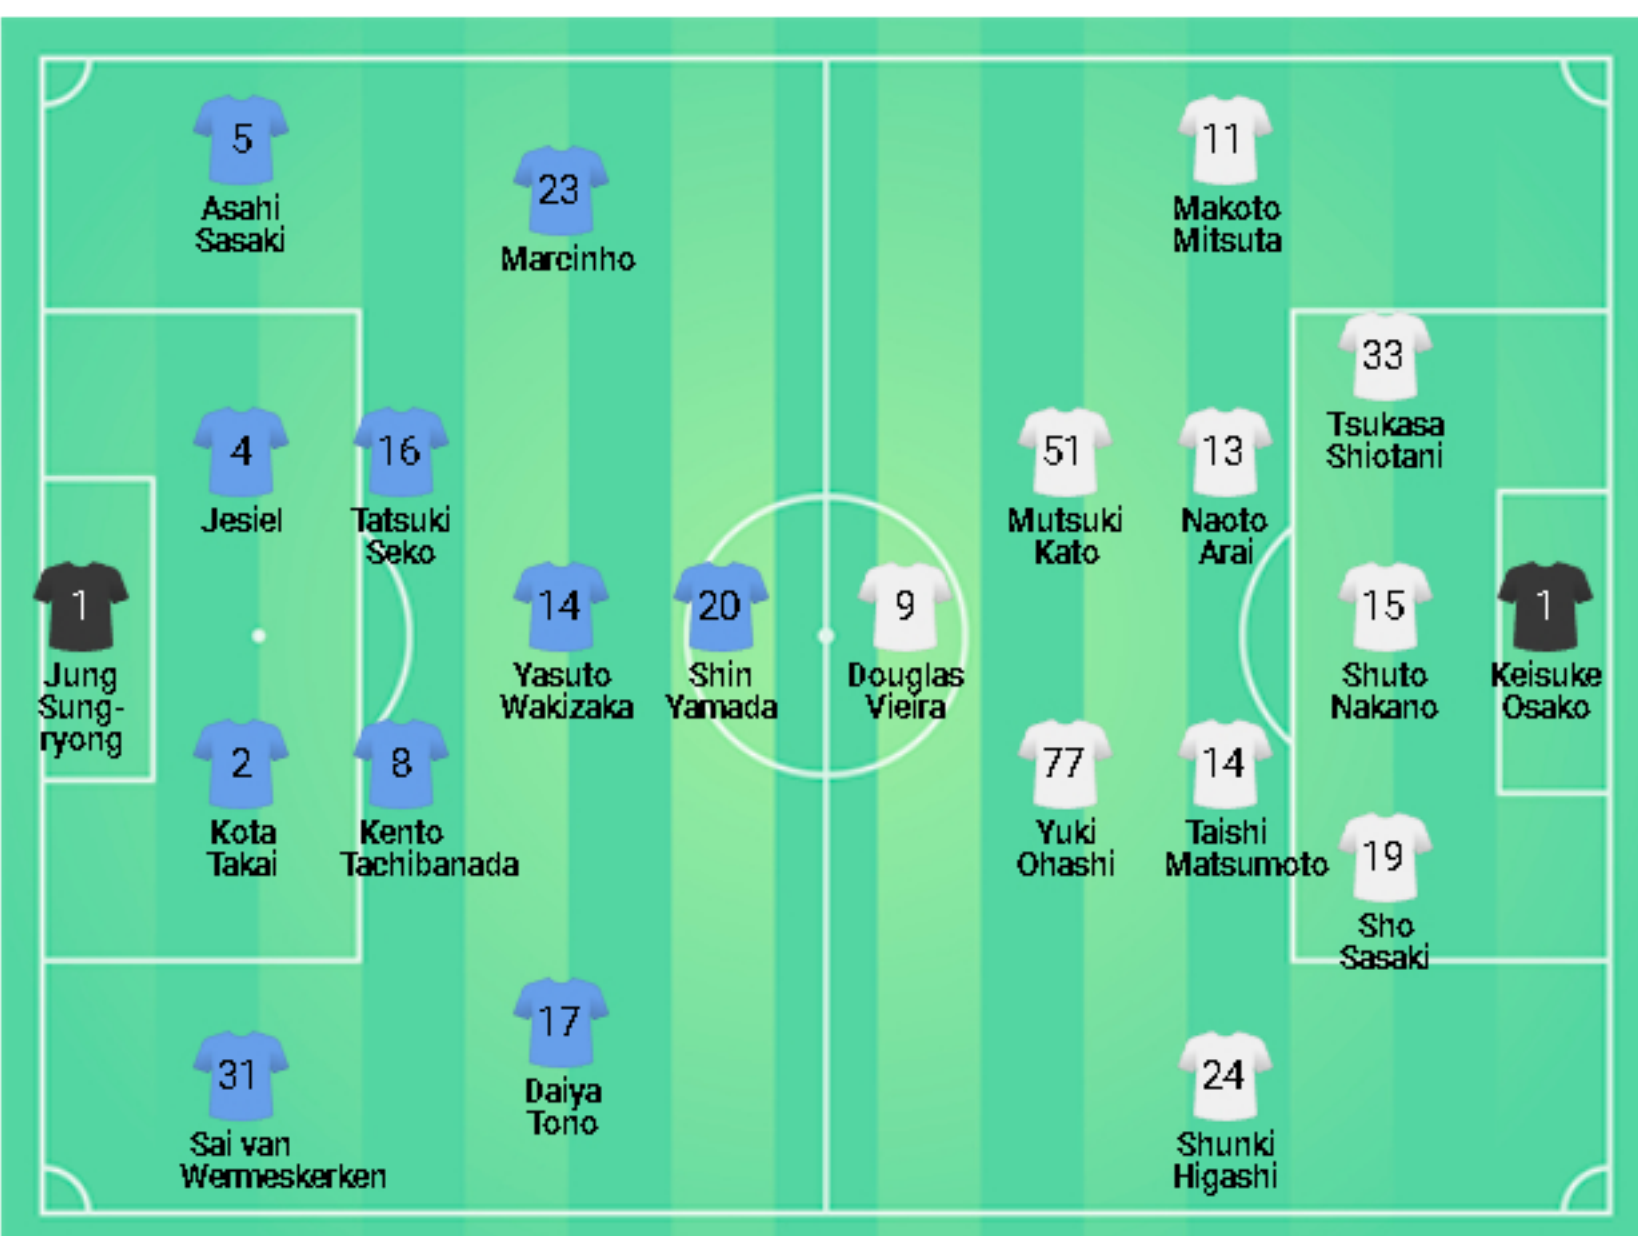 5
Asahi
Sasaki
23
Marcinho
11
Makoto
Mitsuta
33
Tsukasa
Shiotani
4
Jesiel
16
Tatsuki
Seko
51
Mutsuki
Kato
13
Naoto
Arai
1
Jung
Sung-
ryong
14
Yasuto
Wakizaka
20
Shin
Yamada
9
Douglas
Vieira
15
Shuto
Nakano
1
Keisuke
Osako
2
Kota
Takai
8
Kento
Tachibanada
77
Yuki
Ohashi
14
Taishi
Matsumoto
19
Sho
Sasaki
17
Daiya
Tono
31
Sai van
Wermeskerken
24
Shunki
Higashi